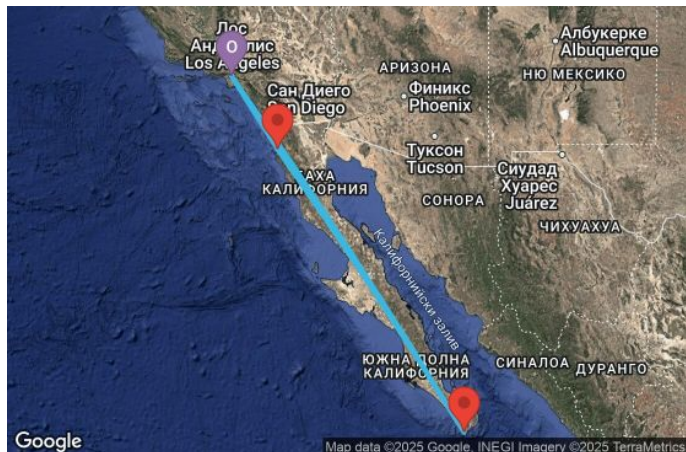 Лос
Анджелис
Los Angeles
О
Албукерке
Albuquerque
АРИЗОНА
НЮ МЕКСИКО
Сан Диего
San Diego
Финикс
Phoenix
Туксон
Tucson
Сиудад
Хуарес
Juárez
БАХА
КАЛИФОРНИЯ
СОНОРА
ЧИХУАХУА
Калифорнийски залив
ЮЖНА ДОЛНА
КАЛИФОРНИЯ
СИНАЛОА
ДУРАНГО
Google
Map data ©2025 Google, INEGI Imagery ©2025 TerraMetrics